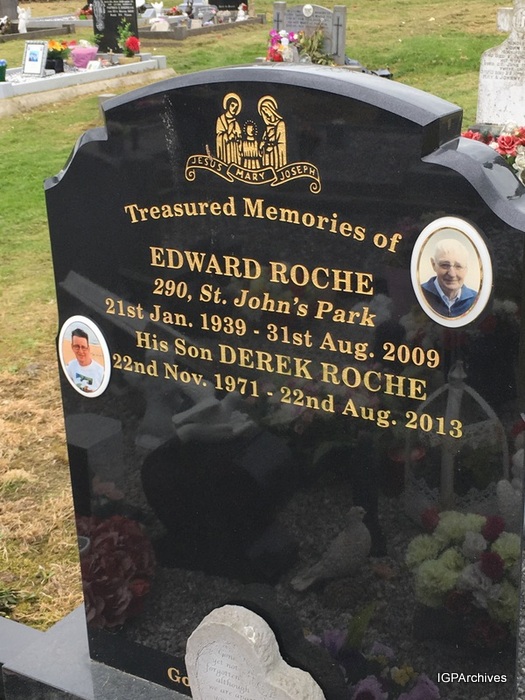 JESUS MARY JOSEPH
Treasured Memories of
EDWARD ROCHE
290, St. John's Park
21st Jan. 1939 - 31st Aug. 2009
His Son DEREK ROCHE
22nd Nov. 1971 - 22nd Aug. 2013
ROCHE
IGPArchives